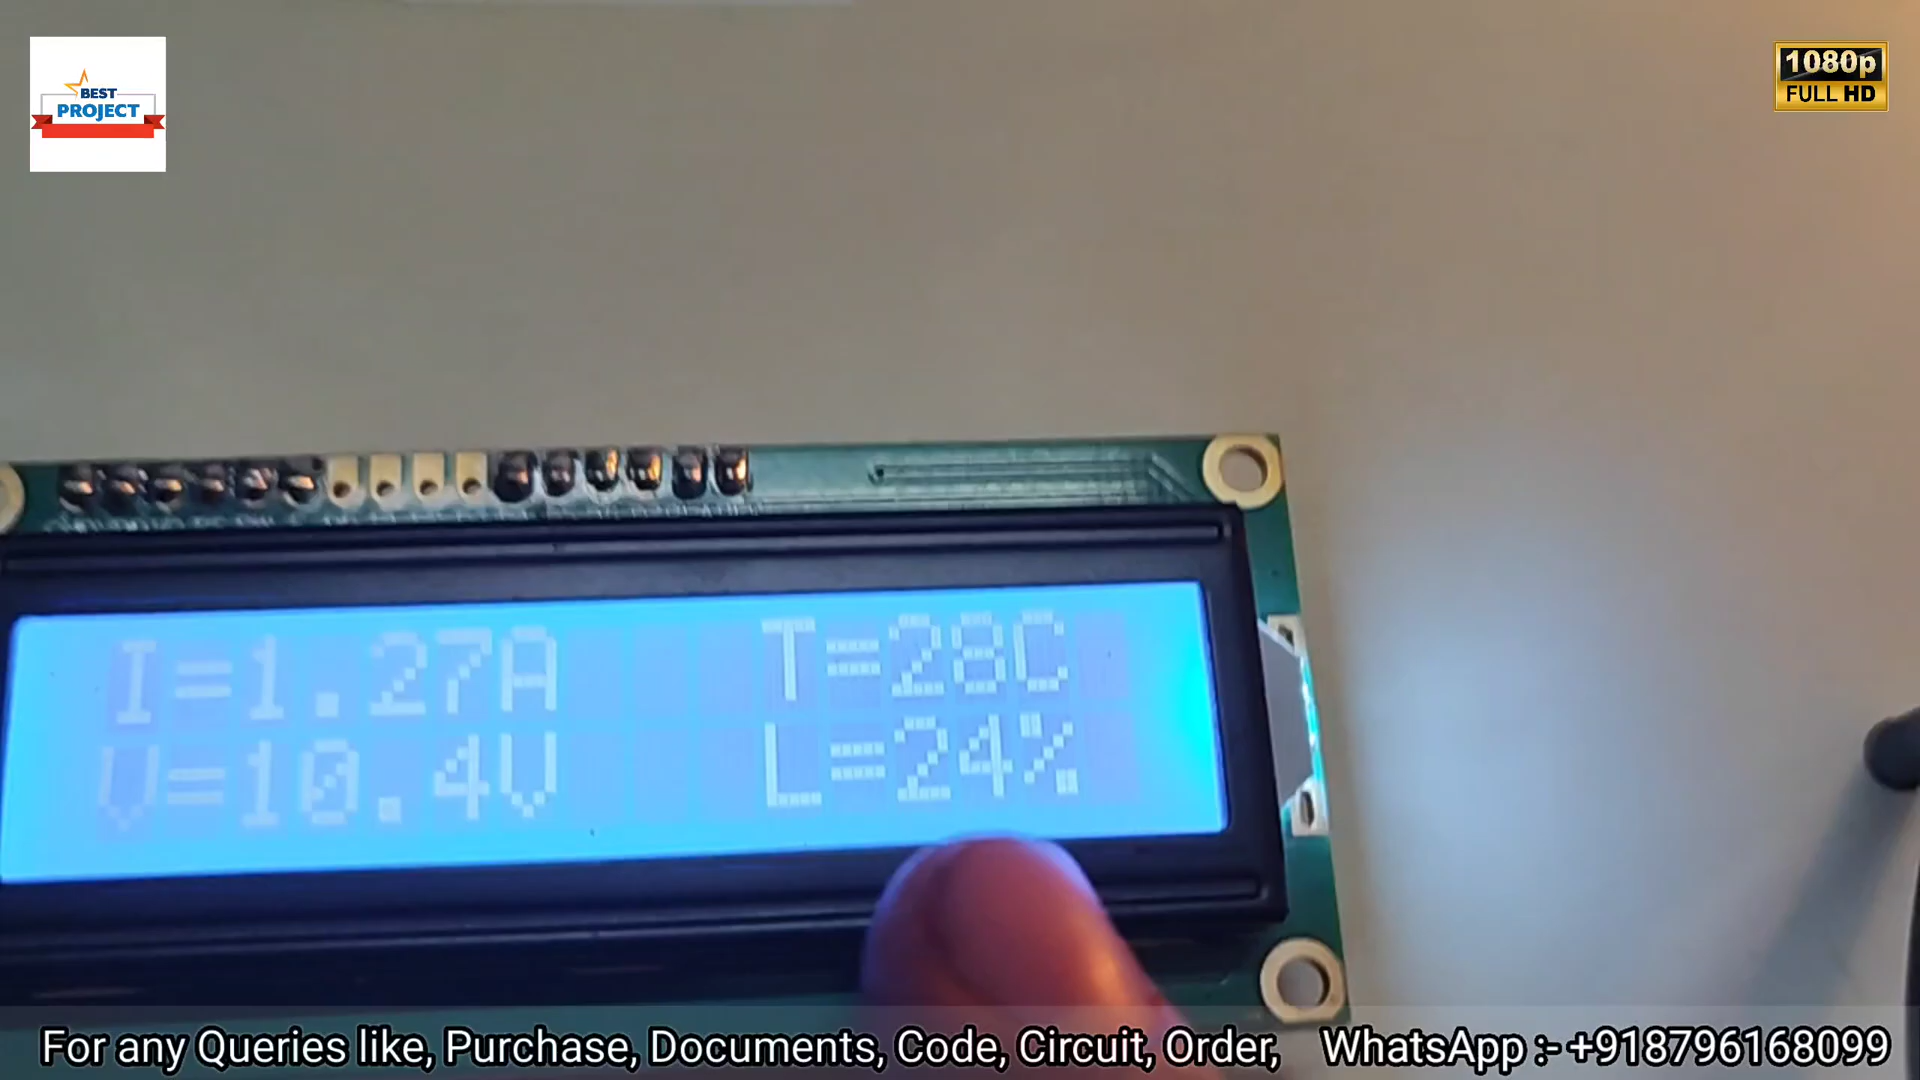 BEST
PROJECT
1080p
FULL HD
I=1.27A T=28C
V=10.4V L=24%
For any Queries like, Purchase, Documents, Code, Circuit, Order, WhatsApp :- +918796168099